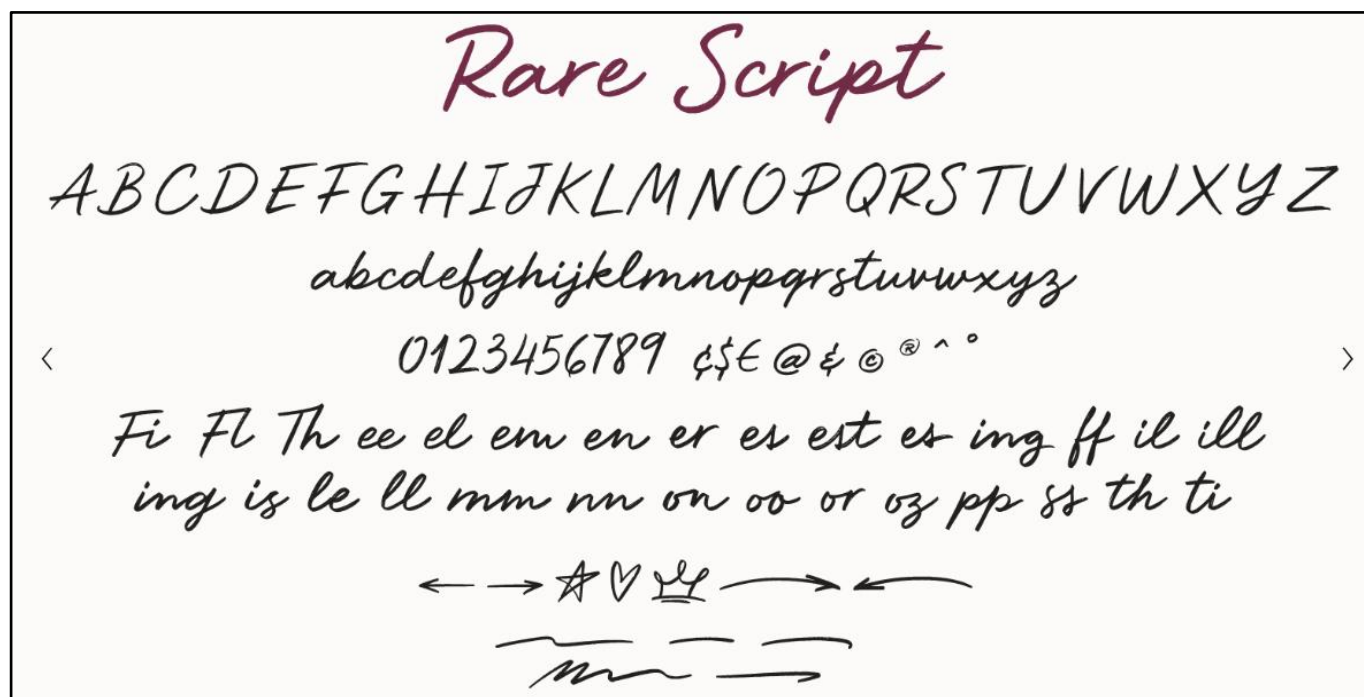 Rare Script
ABCDEFGHIJKLMNOPQRSTUVWXYZ
abcdefghijklmnopqrstuvwxyz
0123456789 ¢$€ @ & © ® ^ °
Fi Fl Th ee el em en er es est es ing ff il ill
ing is le ll mm nn on oo or oz pp ss th ti